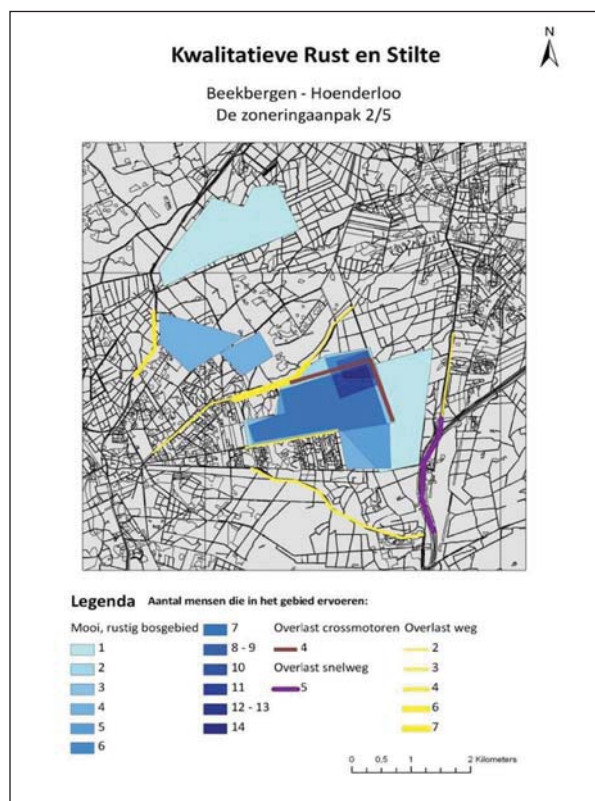 Kwalitatieve Rust en Stilte
N
Beekbergen - Hoenderloo
De zoneringaanpak 2/5
Legenda Aantal mensen die in het gebied ervoeren:
Mooi, rustig bosgebied
1
2
3
4
5
6
7
8 - 9
10
11
12 - 13
14
Overlast crossmotoren
4
Overlast snelweg
5
Overlast weg
2
3
4
6
7
0 0,5 1 2 Kilometers